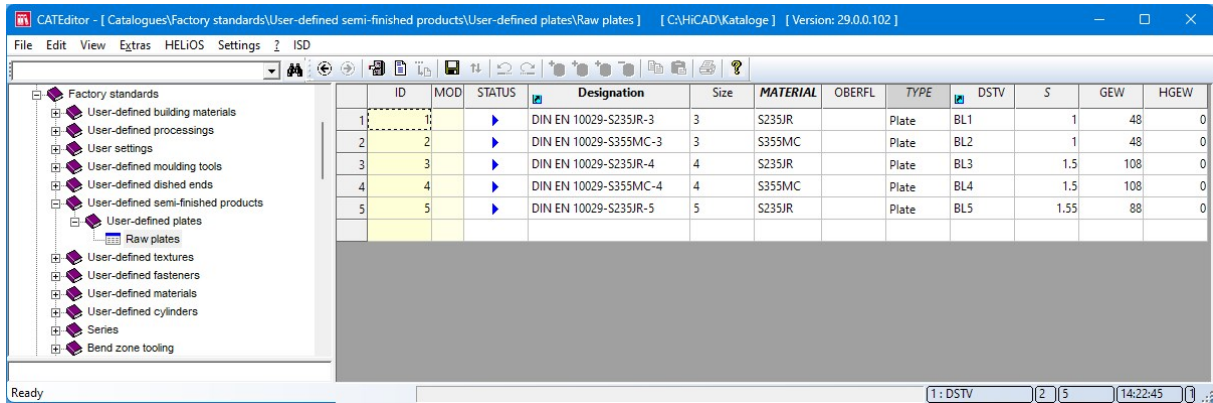 CATEditor - [ Catalogues\Factory standards\User-defined semi-finished products\User-defined plates\Raw plates ] [ C:\HiCAD\Kataloge ] [ Version: 29.0.0.102 ]
File Edit View Extras HELiOS Settings ? ISD
Factory standards
User-defined building materials
User-defined processings
User settings
User-defined moulding tools
User-defined dished ends
User-defined semi-finished products
User-defined plates
Raw plates
User-defined textures
User-defined fasteners
User-defined materials
User-defined cylinders
Series
Bend zone tooling
ID MOD STATUS Designation Size MATERIAL OBERFL TYPE DSTV S GEW HGEW
1 1 DIN EN 10029-S235JR-3 3 S235JR Plate BL1 1 48 0
2 2 DIN EN 10029-S355MC-3 3 S355MC Plate BL2 1 48 0
3 3 DIN EN 10029-S235JR-4 4 S235JR Plate BL3 1.5 108 0
4 4 DIN EN 10029-S355MC-4 4 S355MC Plate BL4 1.5 108 0
5 5 DIN EN 10029-S235JR-5 5 S235JR Plate BL5 1.55 88 0
Ready 1 : DSTV 2 5 14:22:45 1